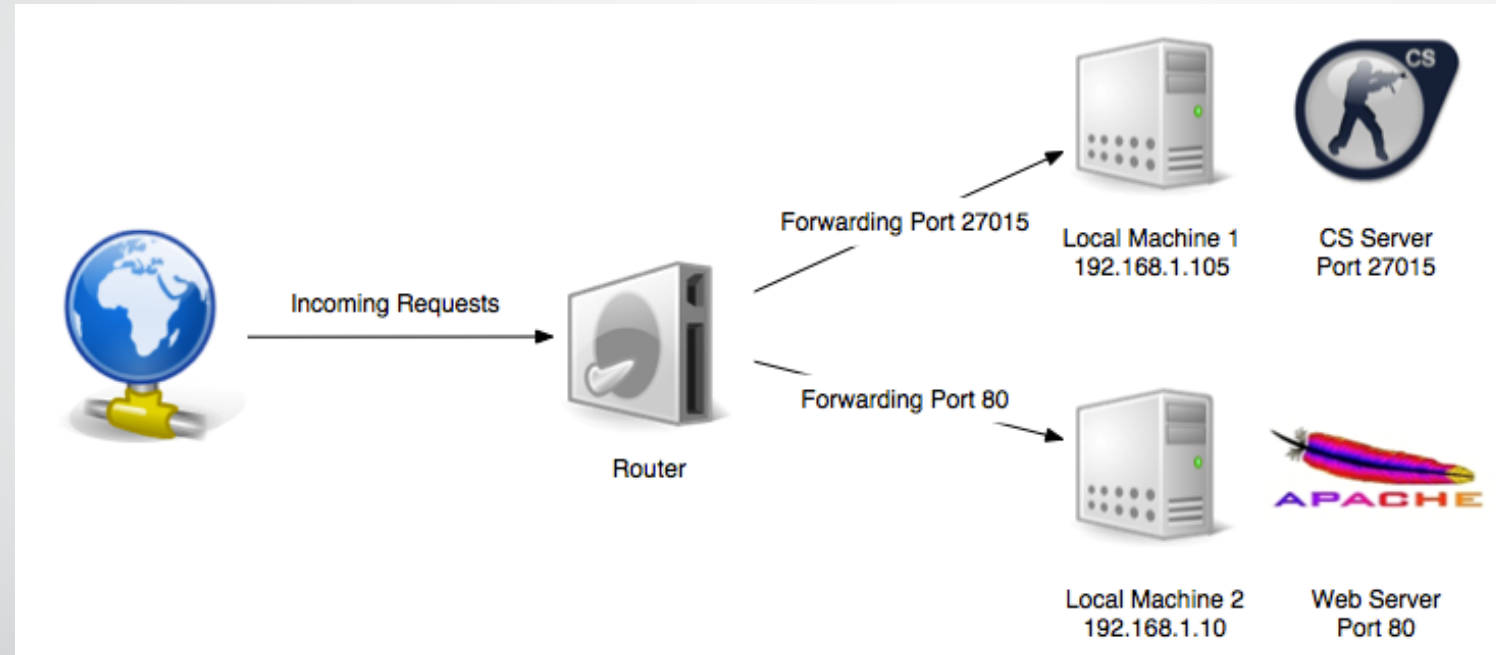 CS
Forwarding Port 27015
Local Machine 1
192.168.1.105
CS Server
Port 27015
Incoming Requests
Router
Forwarding Port 80
APACHE
Local Machine 2
192.168.1.10
Web Server
Port 80